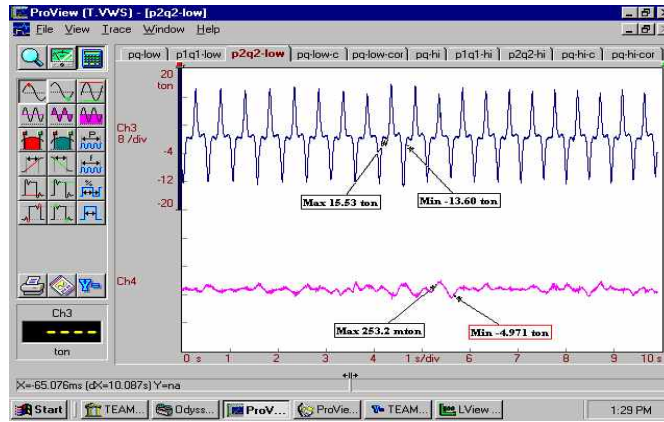 ProView (T.VWS) - [p2q2-low]
File View Trace Window Help
pq-low p1q1-low p2q2-low pq-low-c pq-low-cor pq-hi p1q1-hi p2q2-hi pq-hi-c pq-hi-cor
20
ton
Ch3
8 /div
-4
-12
-20
Max 15.53 ton
Min -13.60 ton
Ch4
Max 253.2 mton
Min -4.971 ton
0 s 1 2 3 4 1 s/div 6 7 8 9 10 s
Ch3
----
ton
X=-65.076ms (dX=10.087s) Y=na
Start TEAM... Odyss... ProV... ProVie... TEAM... LView ... 1:29 PM